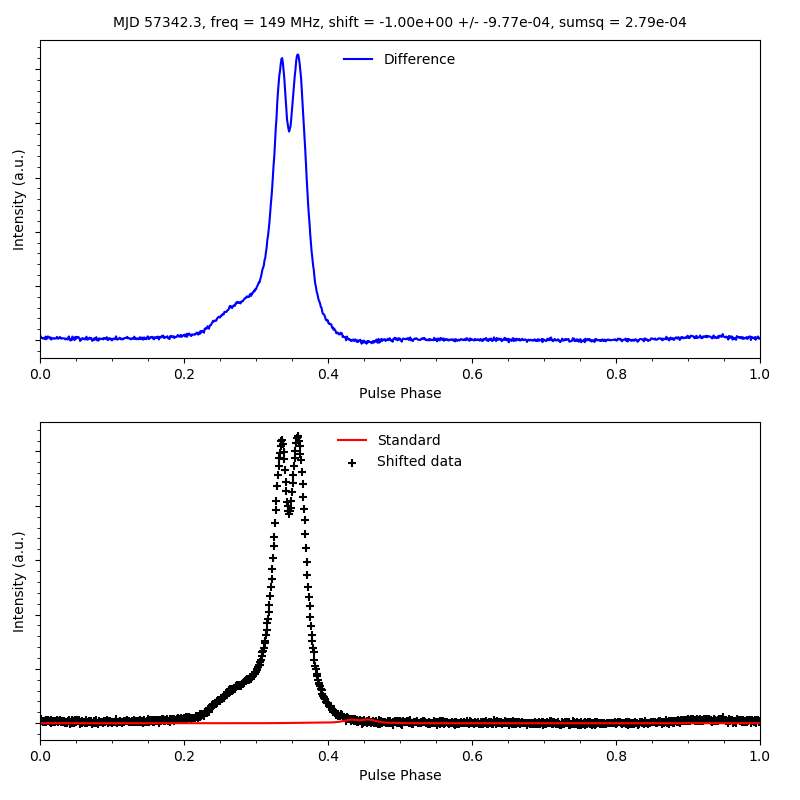 MJD 57342.3, freq = 149 MHz, shift = -1.00e+00 +/- -9.77e-04, sumsq = 2.79e-04
Difference
Intensity (a.u.)
0.0 0.2 0.4 0.6 0.8 1.0
Pulse Phase
Standard
Shifted data
Intensity (a.u.)
0.0 0.2 0.4 0.6 0.8 1.0
Pulse Phase